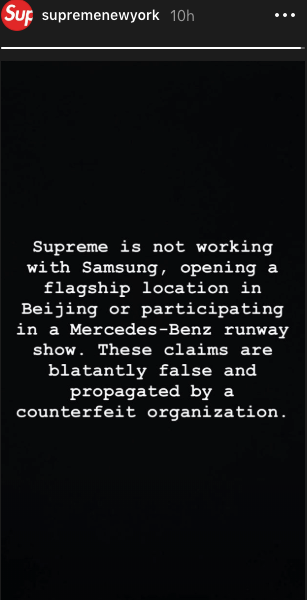 Sup supremenewyork 10h
Supreme is not working
with Samsung, opening a
flagship location in
Beijing or participating
in a Mercedes-Benz runway
show. These claims are
blatantly false and
propagated by a
counterfeit organization.